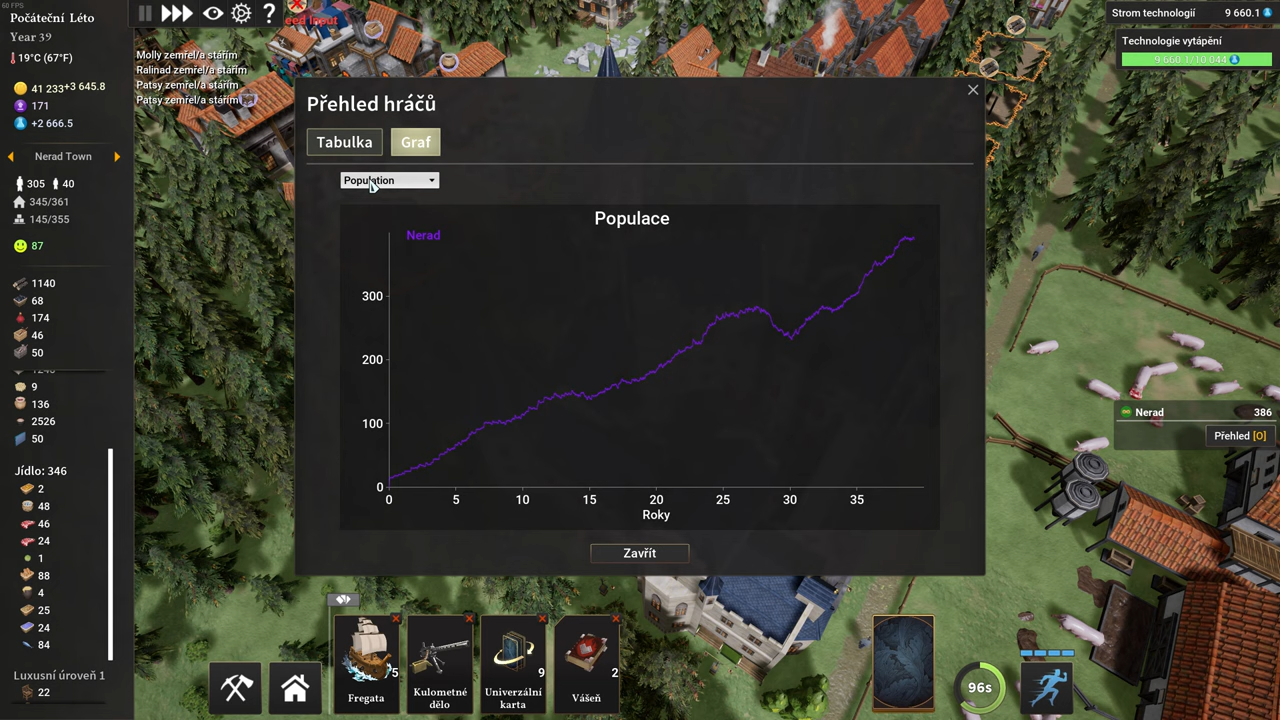 60 FPS
Počáteční Léto
Year 39
19°C (67°F)
41 233 +3 645.8
171
+2 666.5
Nerad Town
305 40
345/361
145/355
87
1140
68
174
46
50
9
136
2526
50
Jídlo: 346
2
48
46
24
1
88
4
25
24
84
Luxusní úroveň 1
22
Molly zemřel/a stářím
Ralinad zemřel/a stářím
Patsy zemřel/a stářím
Patsy zemřel/a stářím
eed Input
Strom technologií 9 660.1
Technologie vytápění
9 660.1/10 044
Přehled hráčů
Tabulka Graf
Population
Populace
Nerad
300
200
100
0
0 5 10 15 20 25 30 35
Roky
Zavřít
Nerad 386
Přehled [O]
5
Fregata
Kulometné
dělo
9
Univerzální
karta
2
Vášeň
96s